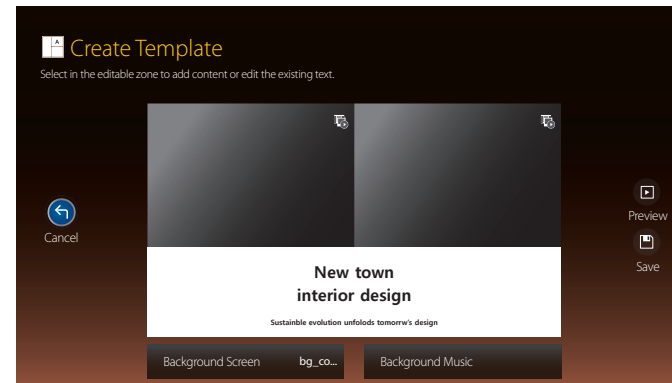 A
Create Template
Select in the editable zone to add content or edit the existing text.
Cancel
Preview
Save
New town
interior design
Sustainble evolution unfolods tomorrw's design
Background Screen bg_co...
Background Music